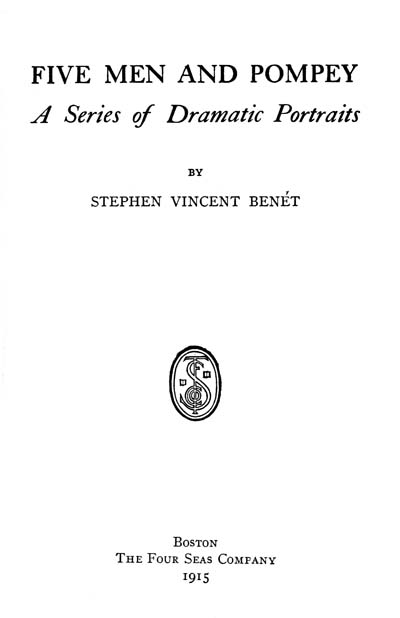 FIVE MEN AND POMPEY
A Series of Dramatic Portraits
BY
STEPHEN VINCENT BENÉT
BOSTON
THE FOUR SEAS COMPANY
1915